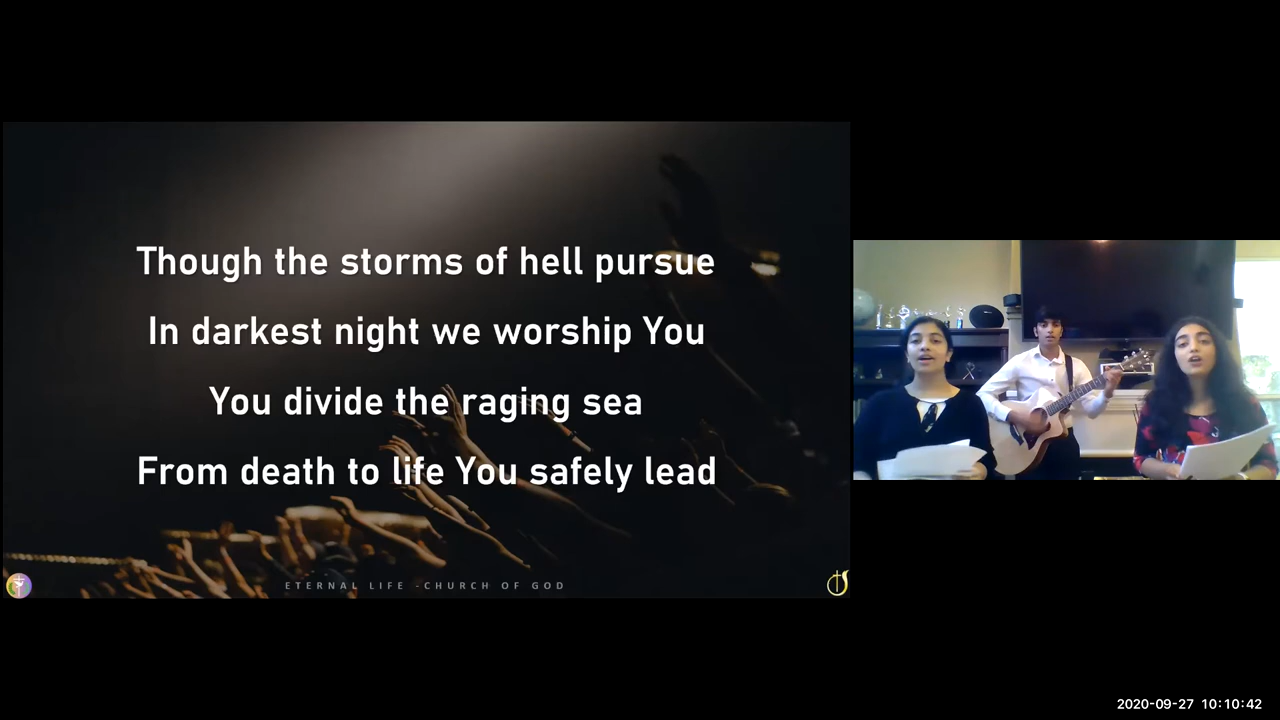 Though the storms of hell pursue
In darkest night we worship You
You divide the raging sea
From death to life You safely lead
ETERNAL LIFE -CHURCH OF GOD
2020-09-27 10:10:42